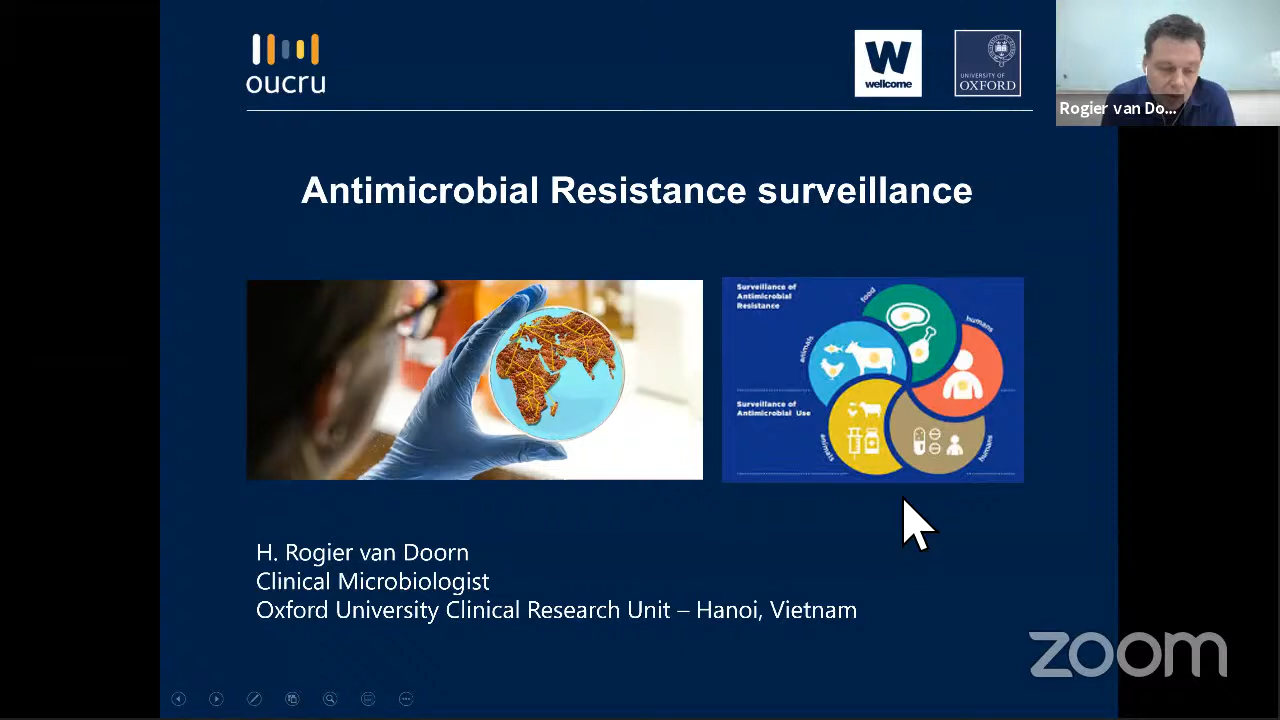 oucru
W
wellcome
UNIVERSITY OF
OXFORD
Rogier van Do...
Antimicrobial Resistance surveillance
Surveillance of
Antimicrobial
Resistance
food
humans
animals
Surveillance of
Antimicrobial Use
animals
humans
H. Rogier van Doorn
Clinical Microbiologist
Oxford University Clinical Research Unit – Hanoi, Vietnam
zoom